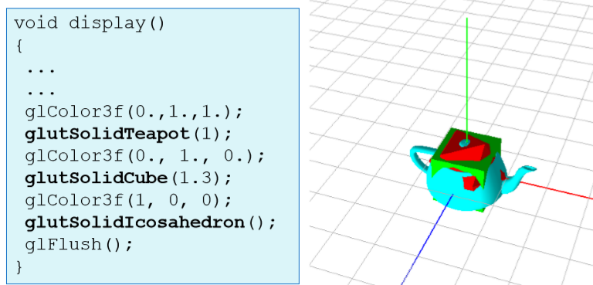 void display()
{
...
...
glColor3f(0.,1.,1.);
glutSolidTeapot(1);
glColor3f(0., 1., 0.);
glutSolidCube(1.3);
glColor3f(1, 0, 0);
glutSolidIcosahedron();
glFlush();
}